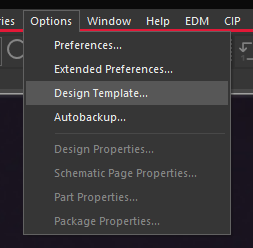 Options Window Help EDM CIP
Preferences...
Extended Preferences...
Design Template...
Autobackup...
Design Properties...
Schematic Page Properties...
Part Properties...
Package Properties...